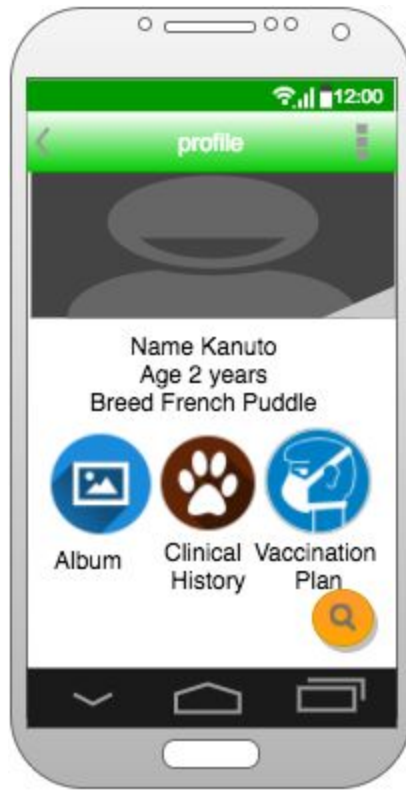 12:00
profile
Name Kanuto
Age 2 years
Breed French Puddle
Album
Clinical
History
Vaccination
Plan